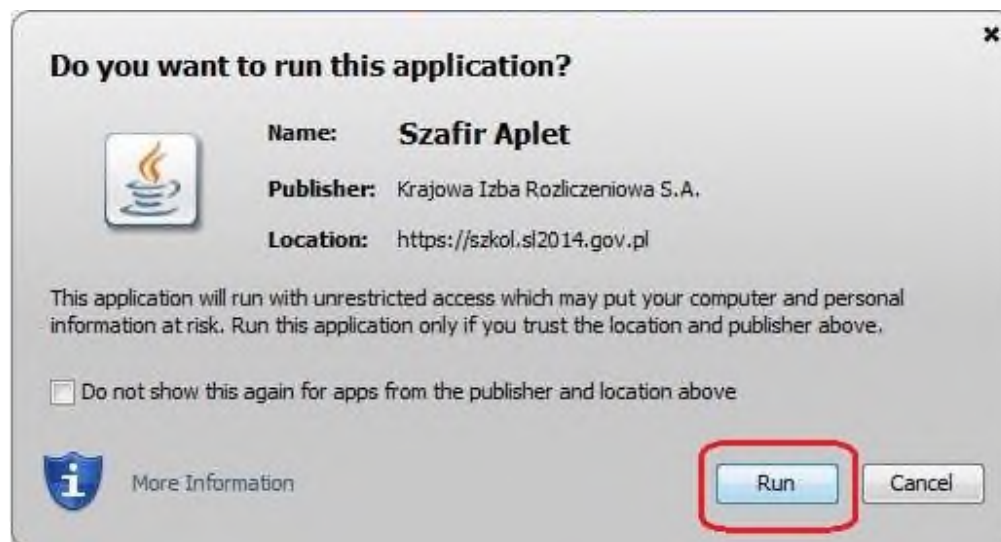 Do you want to run this application?
Name: Szafir Aplet
Publisher: Krajowa Izba Rozliczeniowa S.A.
Location: https://szkol.sl2014.gov.pl
This application will run with unrestricted access which may put your computer and personal
information at risk. Run this application only if you trust the location and publisher above.
Do not show this again for apps from the publisher and location above
More Information
Run
Cancel